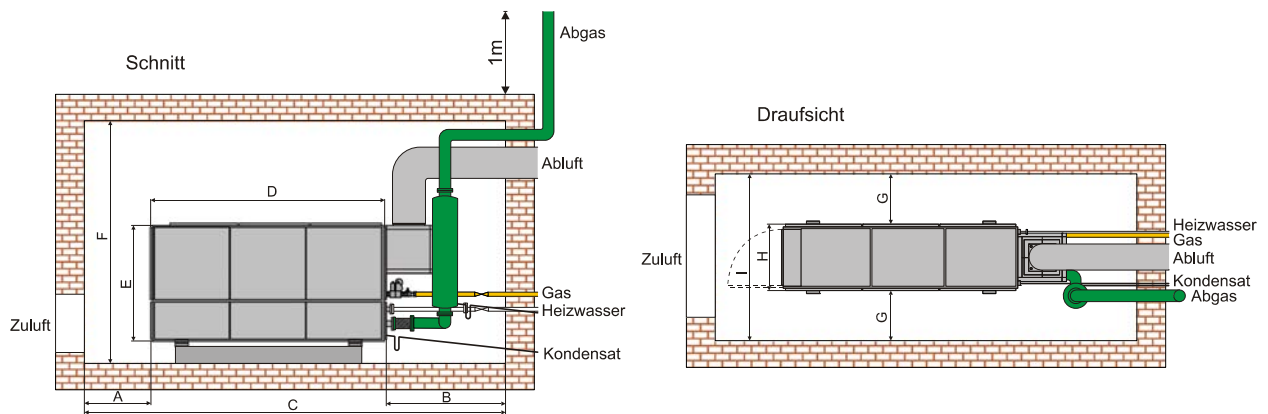 Schnitt
1m
Abgas
Abluft
D
F
E
Gas
Heizwasser
Zuluft
Kondensat
A
B
C
Draufsicht
G
Heizwasser
Gas
Abluft
Zuluft
I
H
Kondensat
Abgas
G